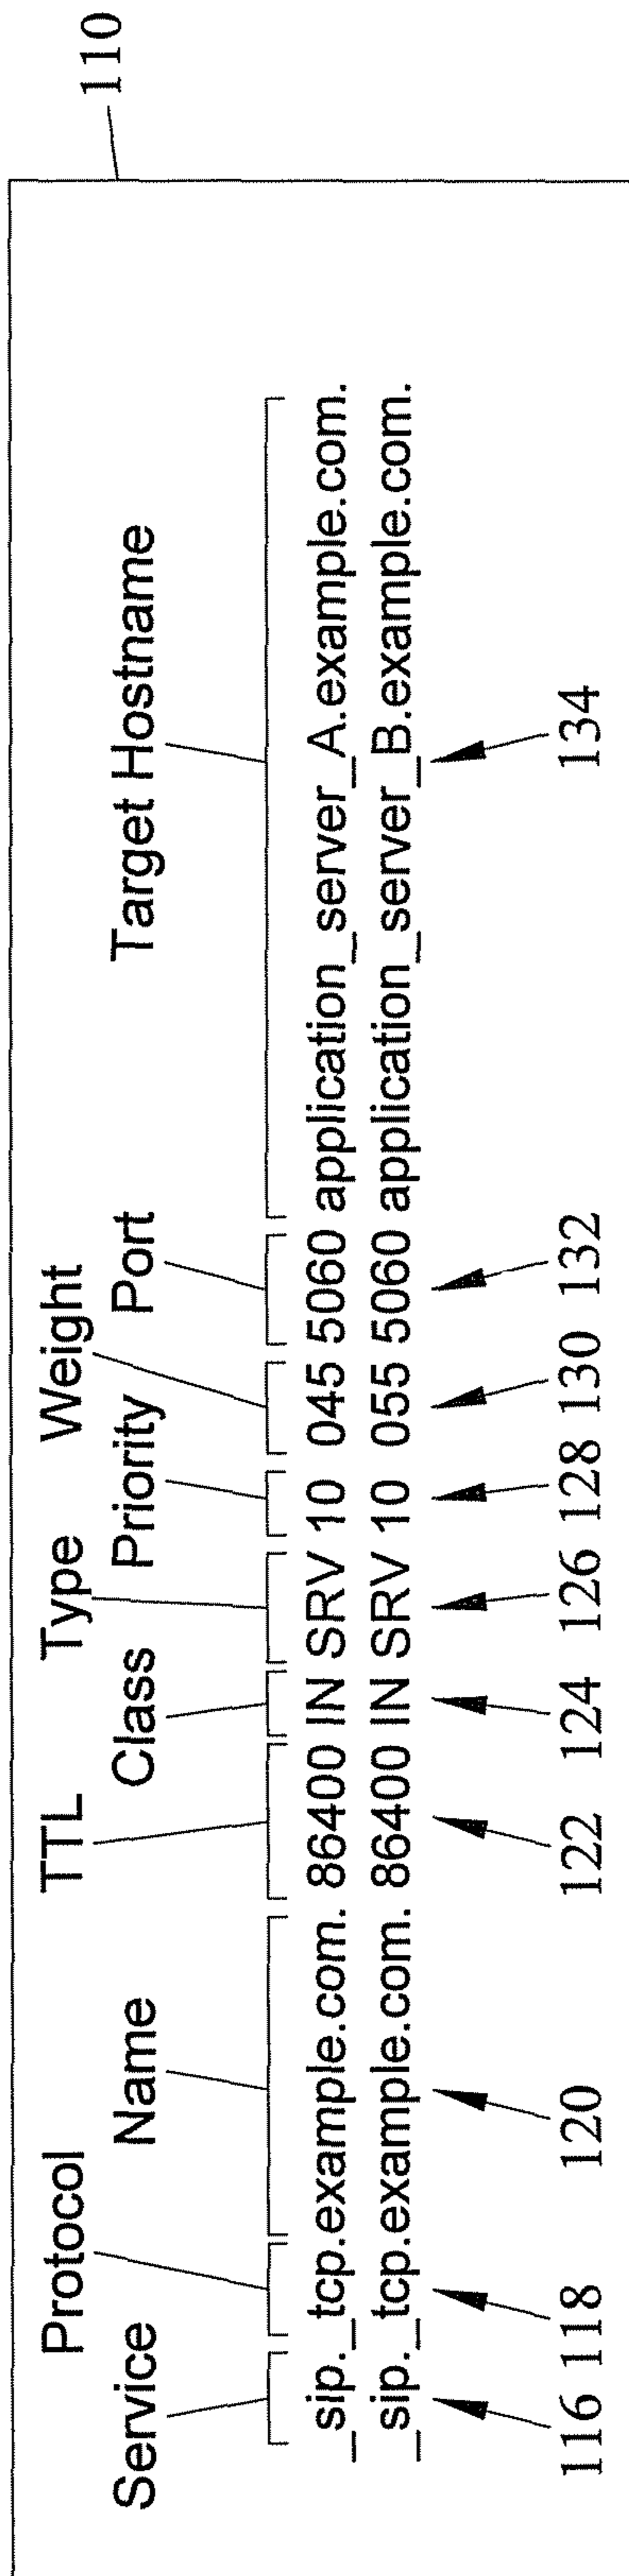 110
Protocol TTL Type Weight
Service Name Class Priority Port Target Hostname
_sip._tcp.example.com. 86400 IN SRV 10 045 5060 application_server_A.example.com.
_sip._tcp.example.com. 86400 IN SRV 10 055 5060 application_server_B.example.com.
116 118 120 122 124 126 128 130 132 134